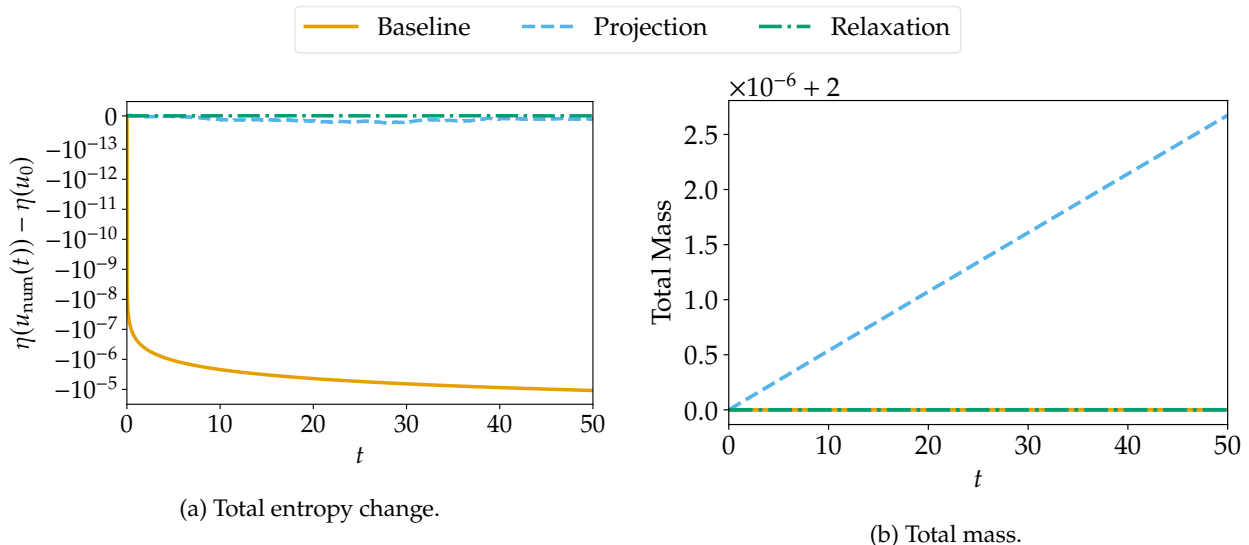 Baseline Projection Relaxation
0
−10⁻¹³
−10⁻¹²
−10⁻¹¹
−10⁻¹⁰
−10⁻⁹
−10⁻⁸
−10⁻⁷
−10⁻⁶
−10⁻⁵
η(u_num(t)) − η(u₀)
0 10 20 30 40 50
t
(a) Total entropy change.
×10⁻⁶ + 2
2.5
2.0
1.5
1.0
0.5
0.0
Total Mass
0 10 20 30 40 50
t
(b) Total mass.